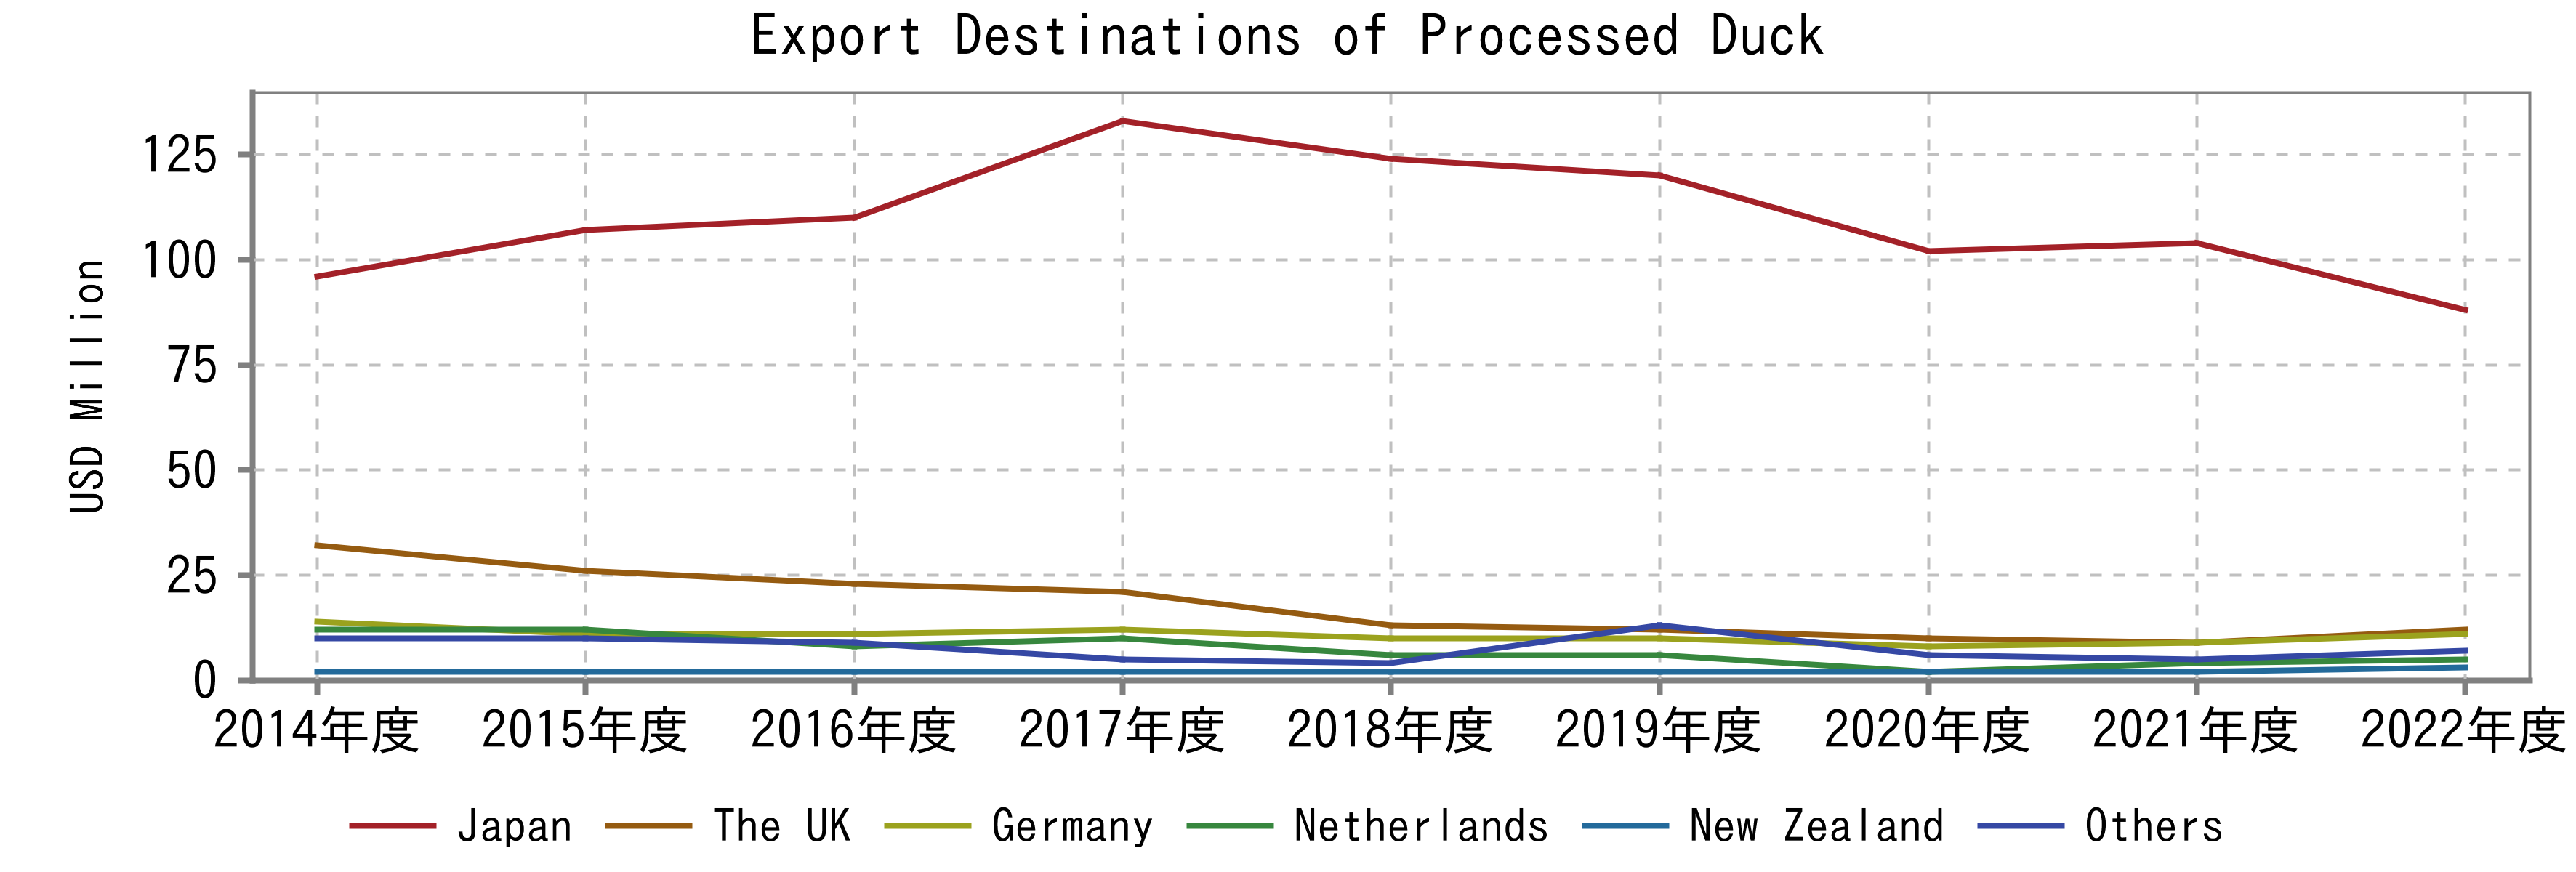 Export Destinations of Processed Duck
USD Million
125
100
75
50
25
0
2014年度 2015年度 2016年度 2017年度 2018年度 2019年度 2020年度 2021年度 2022年度
Japan The UK Germany Netherlands New Zealand Others